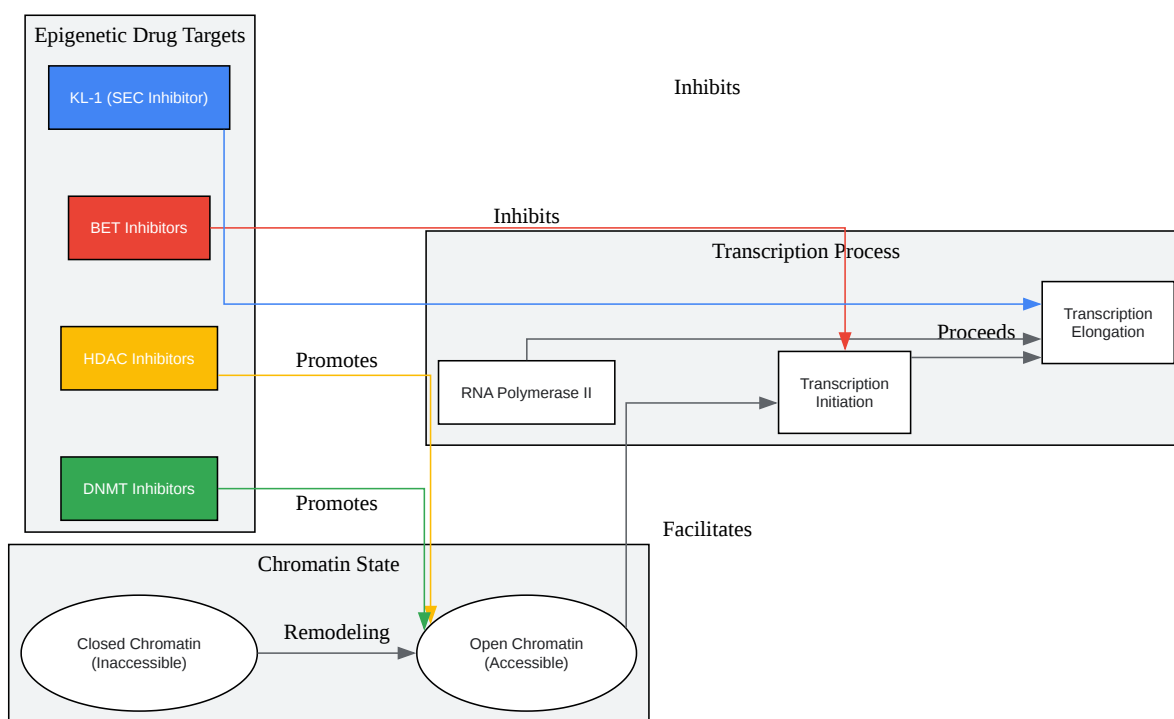 Epigenetic Drug Targets
KL-1 (SEC Inhibitor)
Inhibits
BET Inhibitors
Inhibits
Transcription Process
Transcription
Elongation
Proceeds
HDAC Inhibitors
Promotes
RNA Polymerase II
Transcription
Initiation
DNMT Inhibitors
Promotes
Facilitates
Chromatin State
Closed Chromatin
(Inaccessible)
Remodeling
Open Chromatin
(Accessible)